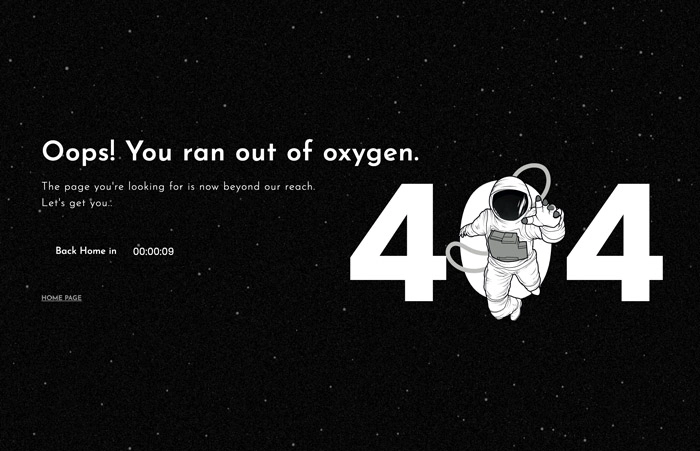 Oops! You ran out of oxygen.
The page you're looking for is now beyond our reach.
Let's get you..
Back Home in 00:00:09
HOME PAGE
404